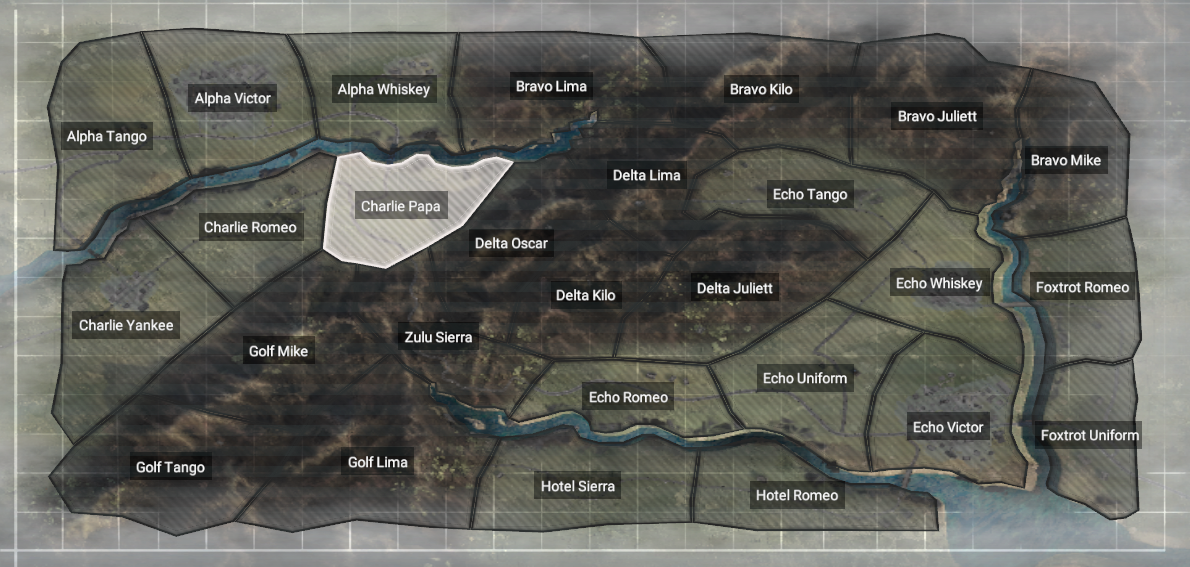 Bravo Lima
Alpha Whiskey
Bravo Kilo
Alpha Victor
Bravo Juliett
Alpha Tango
Bravo Mike
Delta Lima
Echo Tango
Charlie Papa
Charlie Romeo
Delta Oscar
Echo Whiskey
Foxtrot Romeo
Delta Juliett
Delta Kilo
Charlie Yankee
Zulu Sierra
Golf Mike
Echo Uniform
Echo Romeo
Echo Victor
Foxtrot Uniform
Golf Lima
Golf Tango
Hotel Sierra
Hotel Romeo